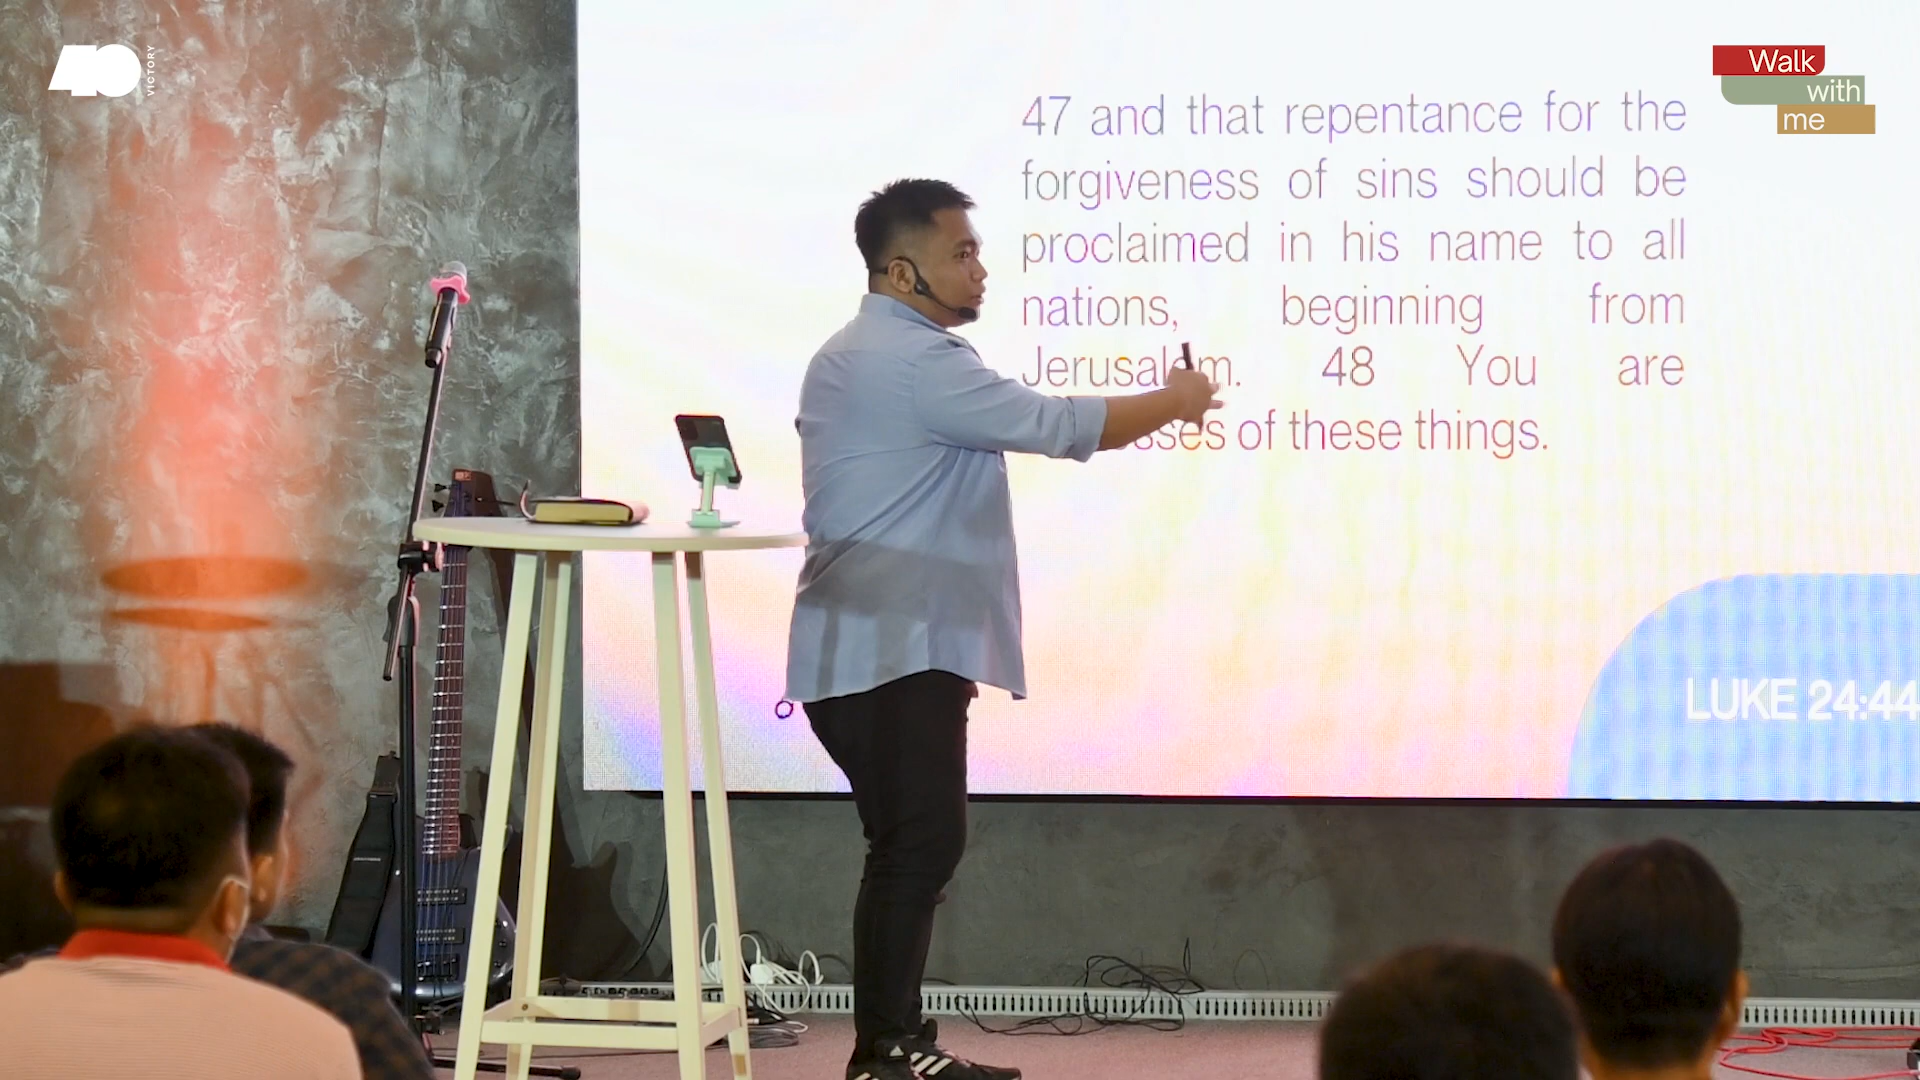 40
VICTORY
Walk
with
me
47 and that repentance for the
forgiveness of sins should be
proclaimed in his name to all
nations, beginning from
48 You are
of these things.
LUKE 24:44